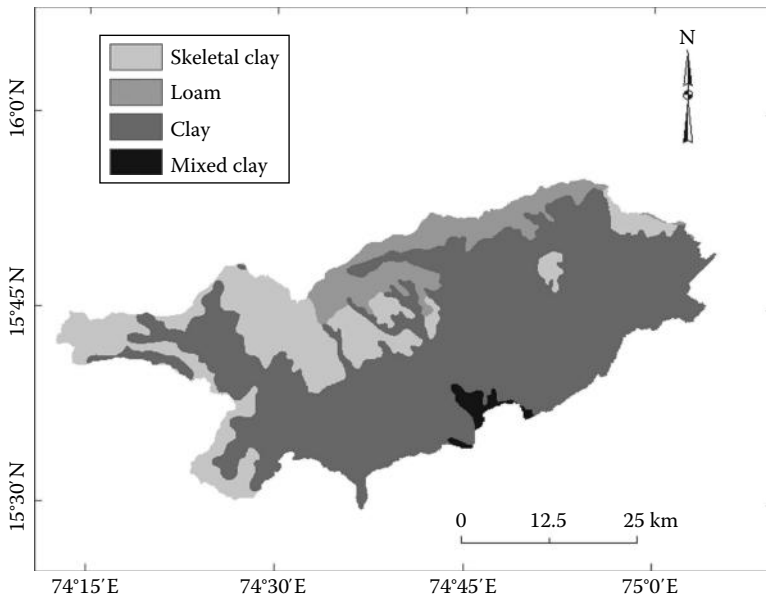 Skeletal clay
Loam
Clay
Mixed clay
N
16°0′N
15°45′N
15°30′N
0 12.5 25 km
74°15′E 74°30′E 74°45′E 75°0′E